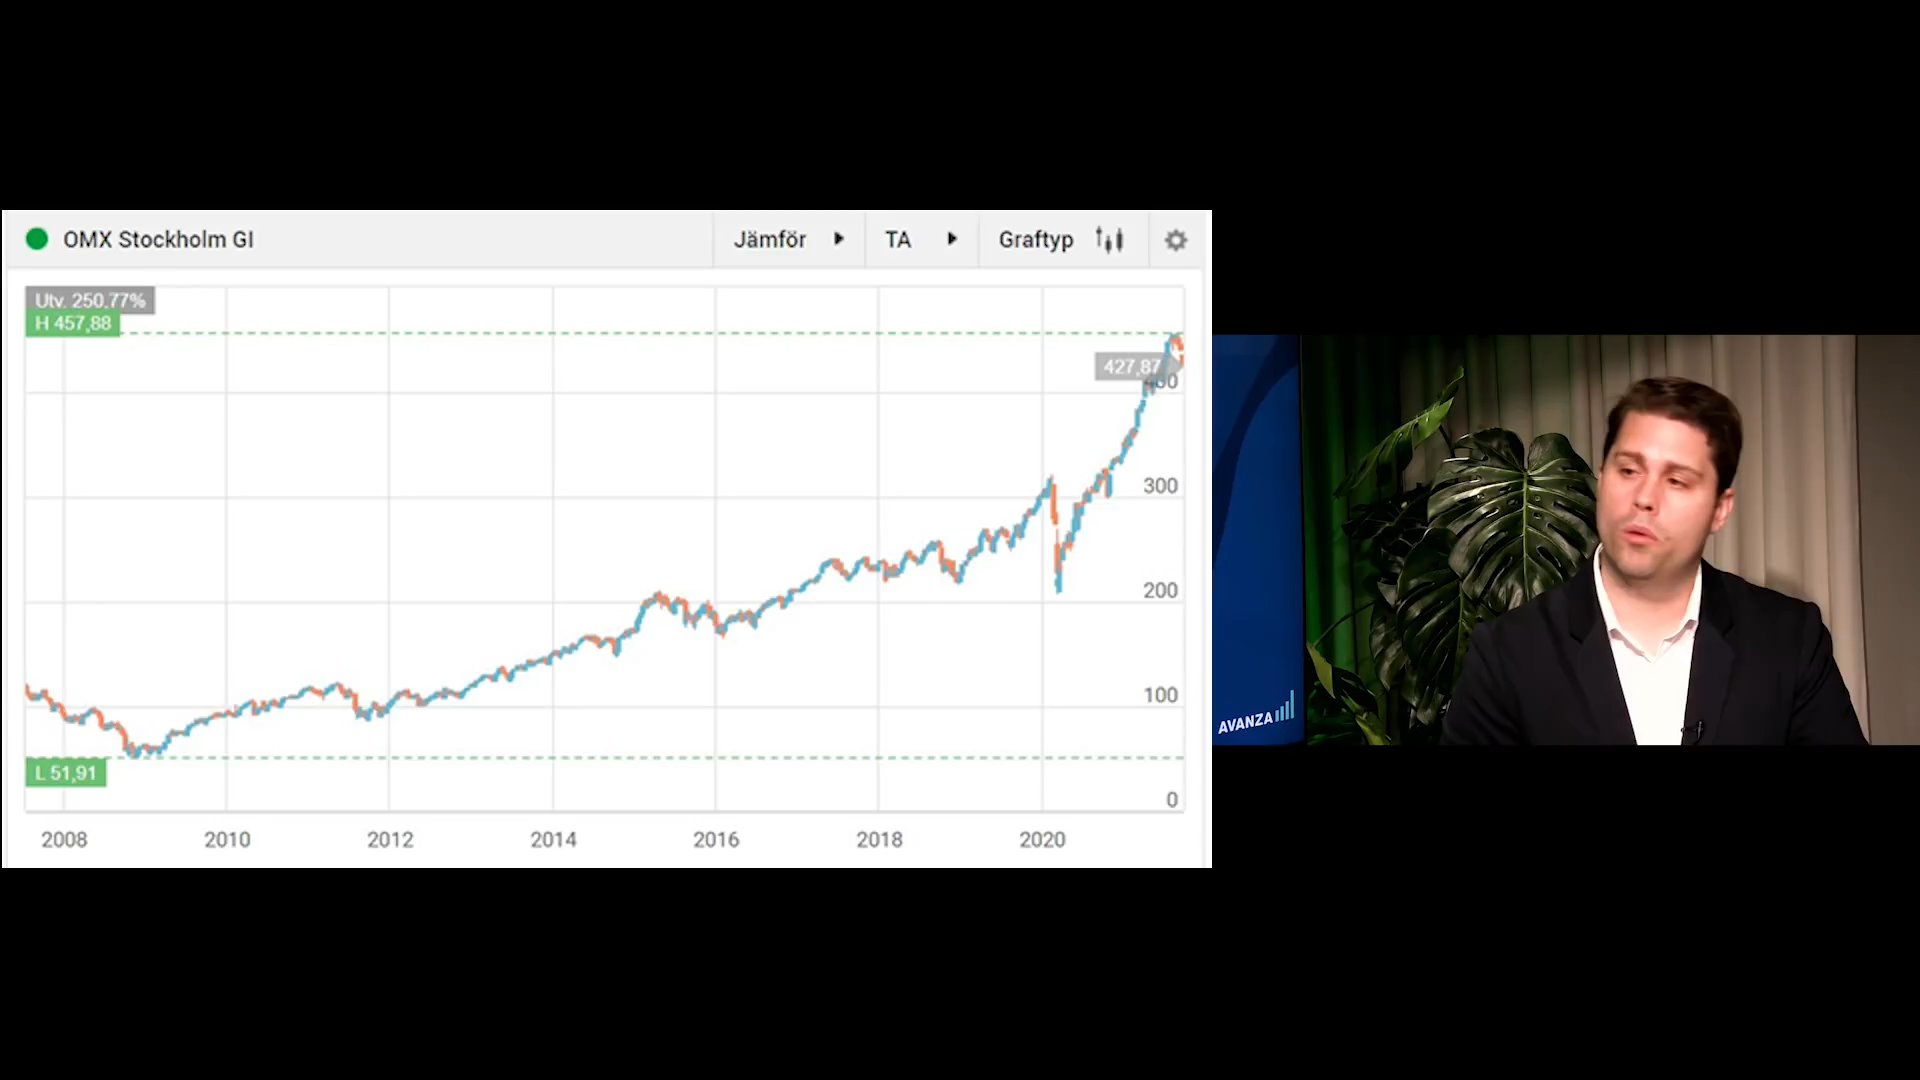 OMX Stockholm GI
Jämför
TA
Graftyp
Utv. 250.77%
H 457,88
427,87
400
300
200
100
0
L 51,91
2008 2010 2012 2014 2016 2018 2020
AVANZA